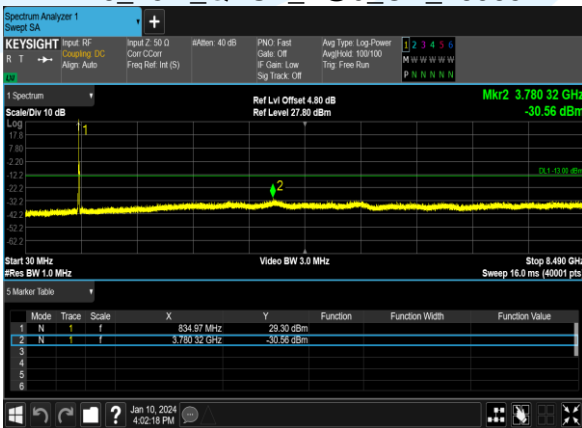 Spectrum Analyzer 1
Swept SA
+
KEYSIGHT Input: RF Input Z: 50 Ω #Atten: 40 dB PNO: Fast Avg Type: Log-Power 1 2 3 4 5 6
R T Coupling: DC Corr CCorr Gate: Off Avg|Hold: 100/100 M W W W W W
Align: Auto Freq Ref: Int (S) IF Gain: Low Trig: Free Run P N N N N N
LW Sig Track: Off
1 Spectrum Ref Lvl Offset 4.80 dB Mkr2 3.780 32 GHz
Scale/Div 10 dB Ref Level 27.80 dBm -30.56 dBm
Log
17.8 1
7.80
-2.20
-12.2 DL1 -13.00 dBm
-22.2 2
-32.2
-42.2
-52.2
-62.2
Start 30 MHz Video BW 3.0 MHz Stop 8.490 GHz
#Res BW 1.0 MHz Sweep 16.0 ms (40001 pts)
5 Marker Table
Mode Trace Scale X Y Function Function Width Function Value
1 N 1 f 834.97 MHz 29.30 dBm
2 N 1 f 3.780 32 GHz -30.56 dBm
3
4
5
6
? Jan 10, 2024
4:02:18 PM